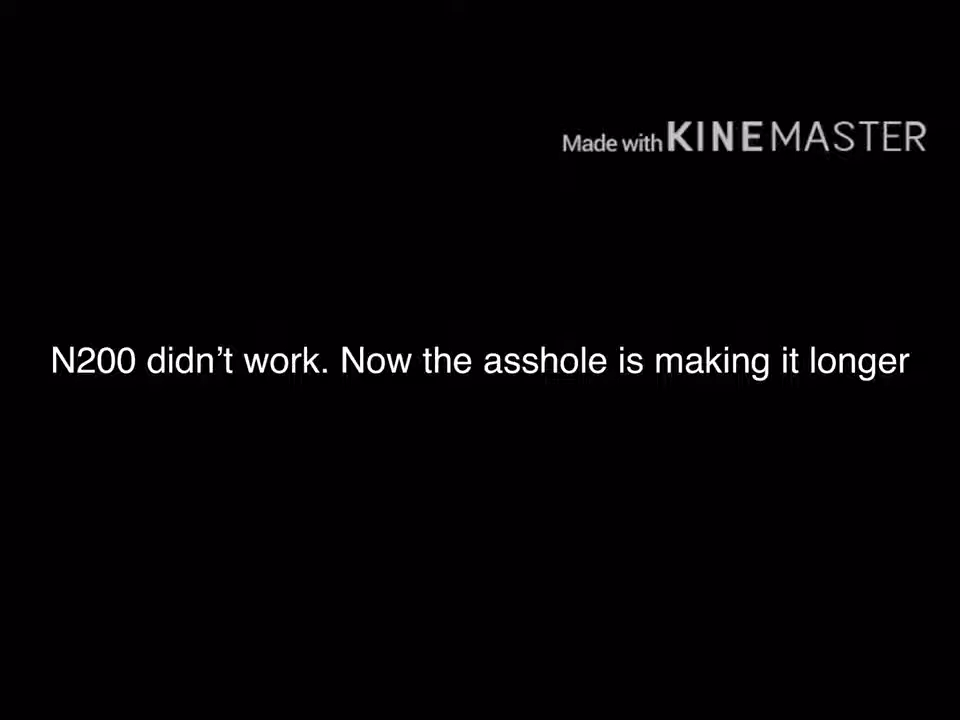 Made with KINEMASTER
N200 didn’t work. Now the asshole is making it longer